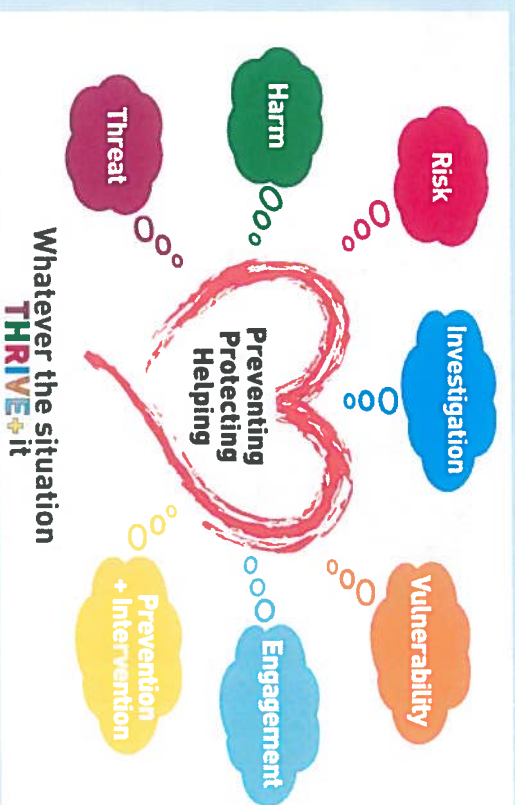 Threat
Harm
Risk
Investigation
Vulnerability
Engagement
Prevention
+ Intervention
Preventing
Protecting
Helping
Whatever the situation
THRIVE+it